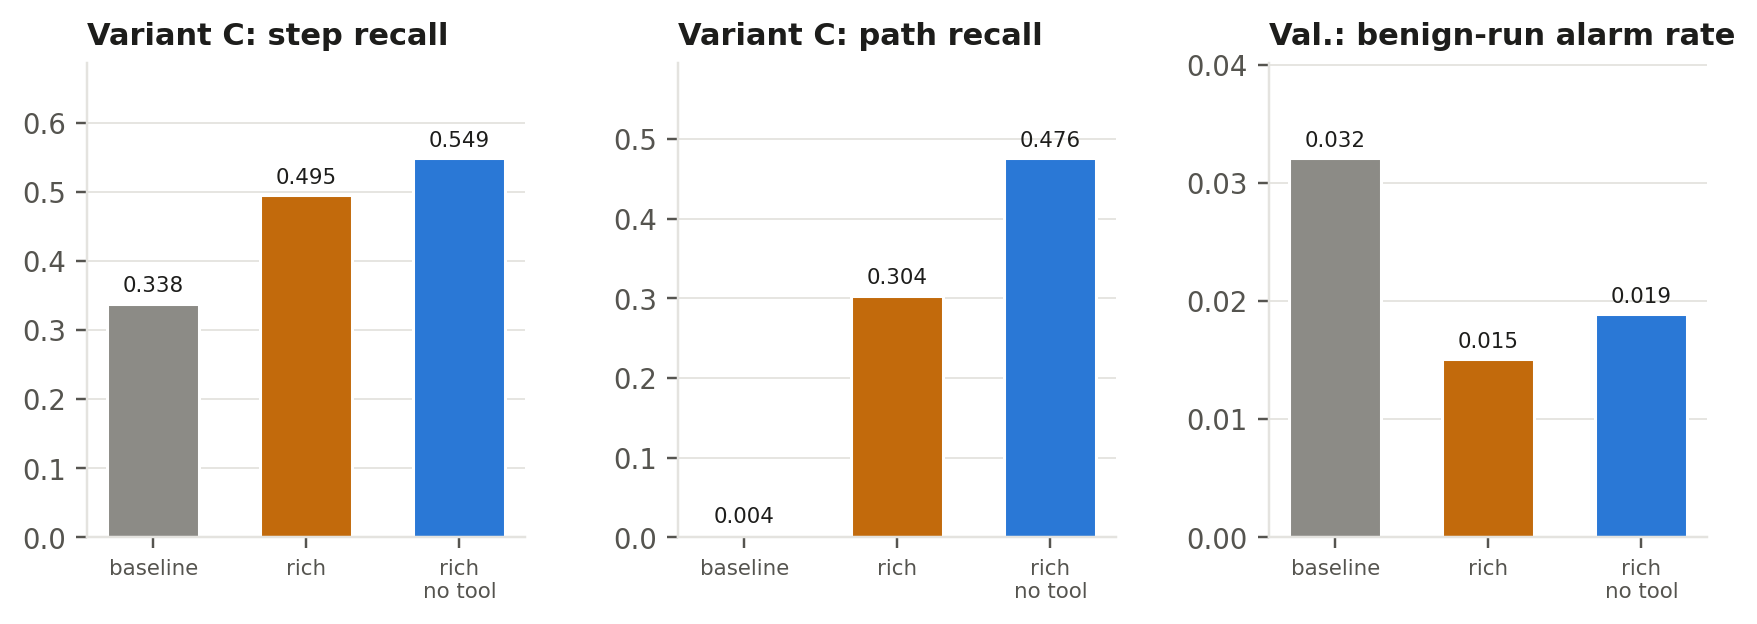 Variant C: step recall
0.6
0.5
0.4
0.3
0.2
0.1
0.0
0.338
0.495
0.549
baseline
rich
rich
no tool
Variant C: path recall
0.5
0.4
0.3
0.2
0.1
0.0
0.004
0.304
0.476
baseline
rich
rich
no tool
Val.: benign-run alarm rate
0.04
0.03
0.02
0.01
0.00
0.032
0.015
0.019
baseline
rich
rich
no tool